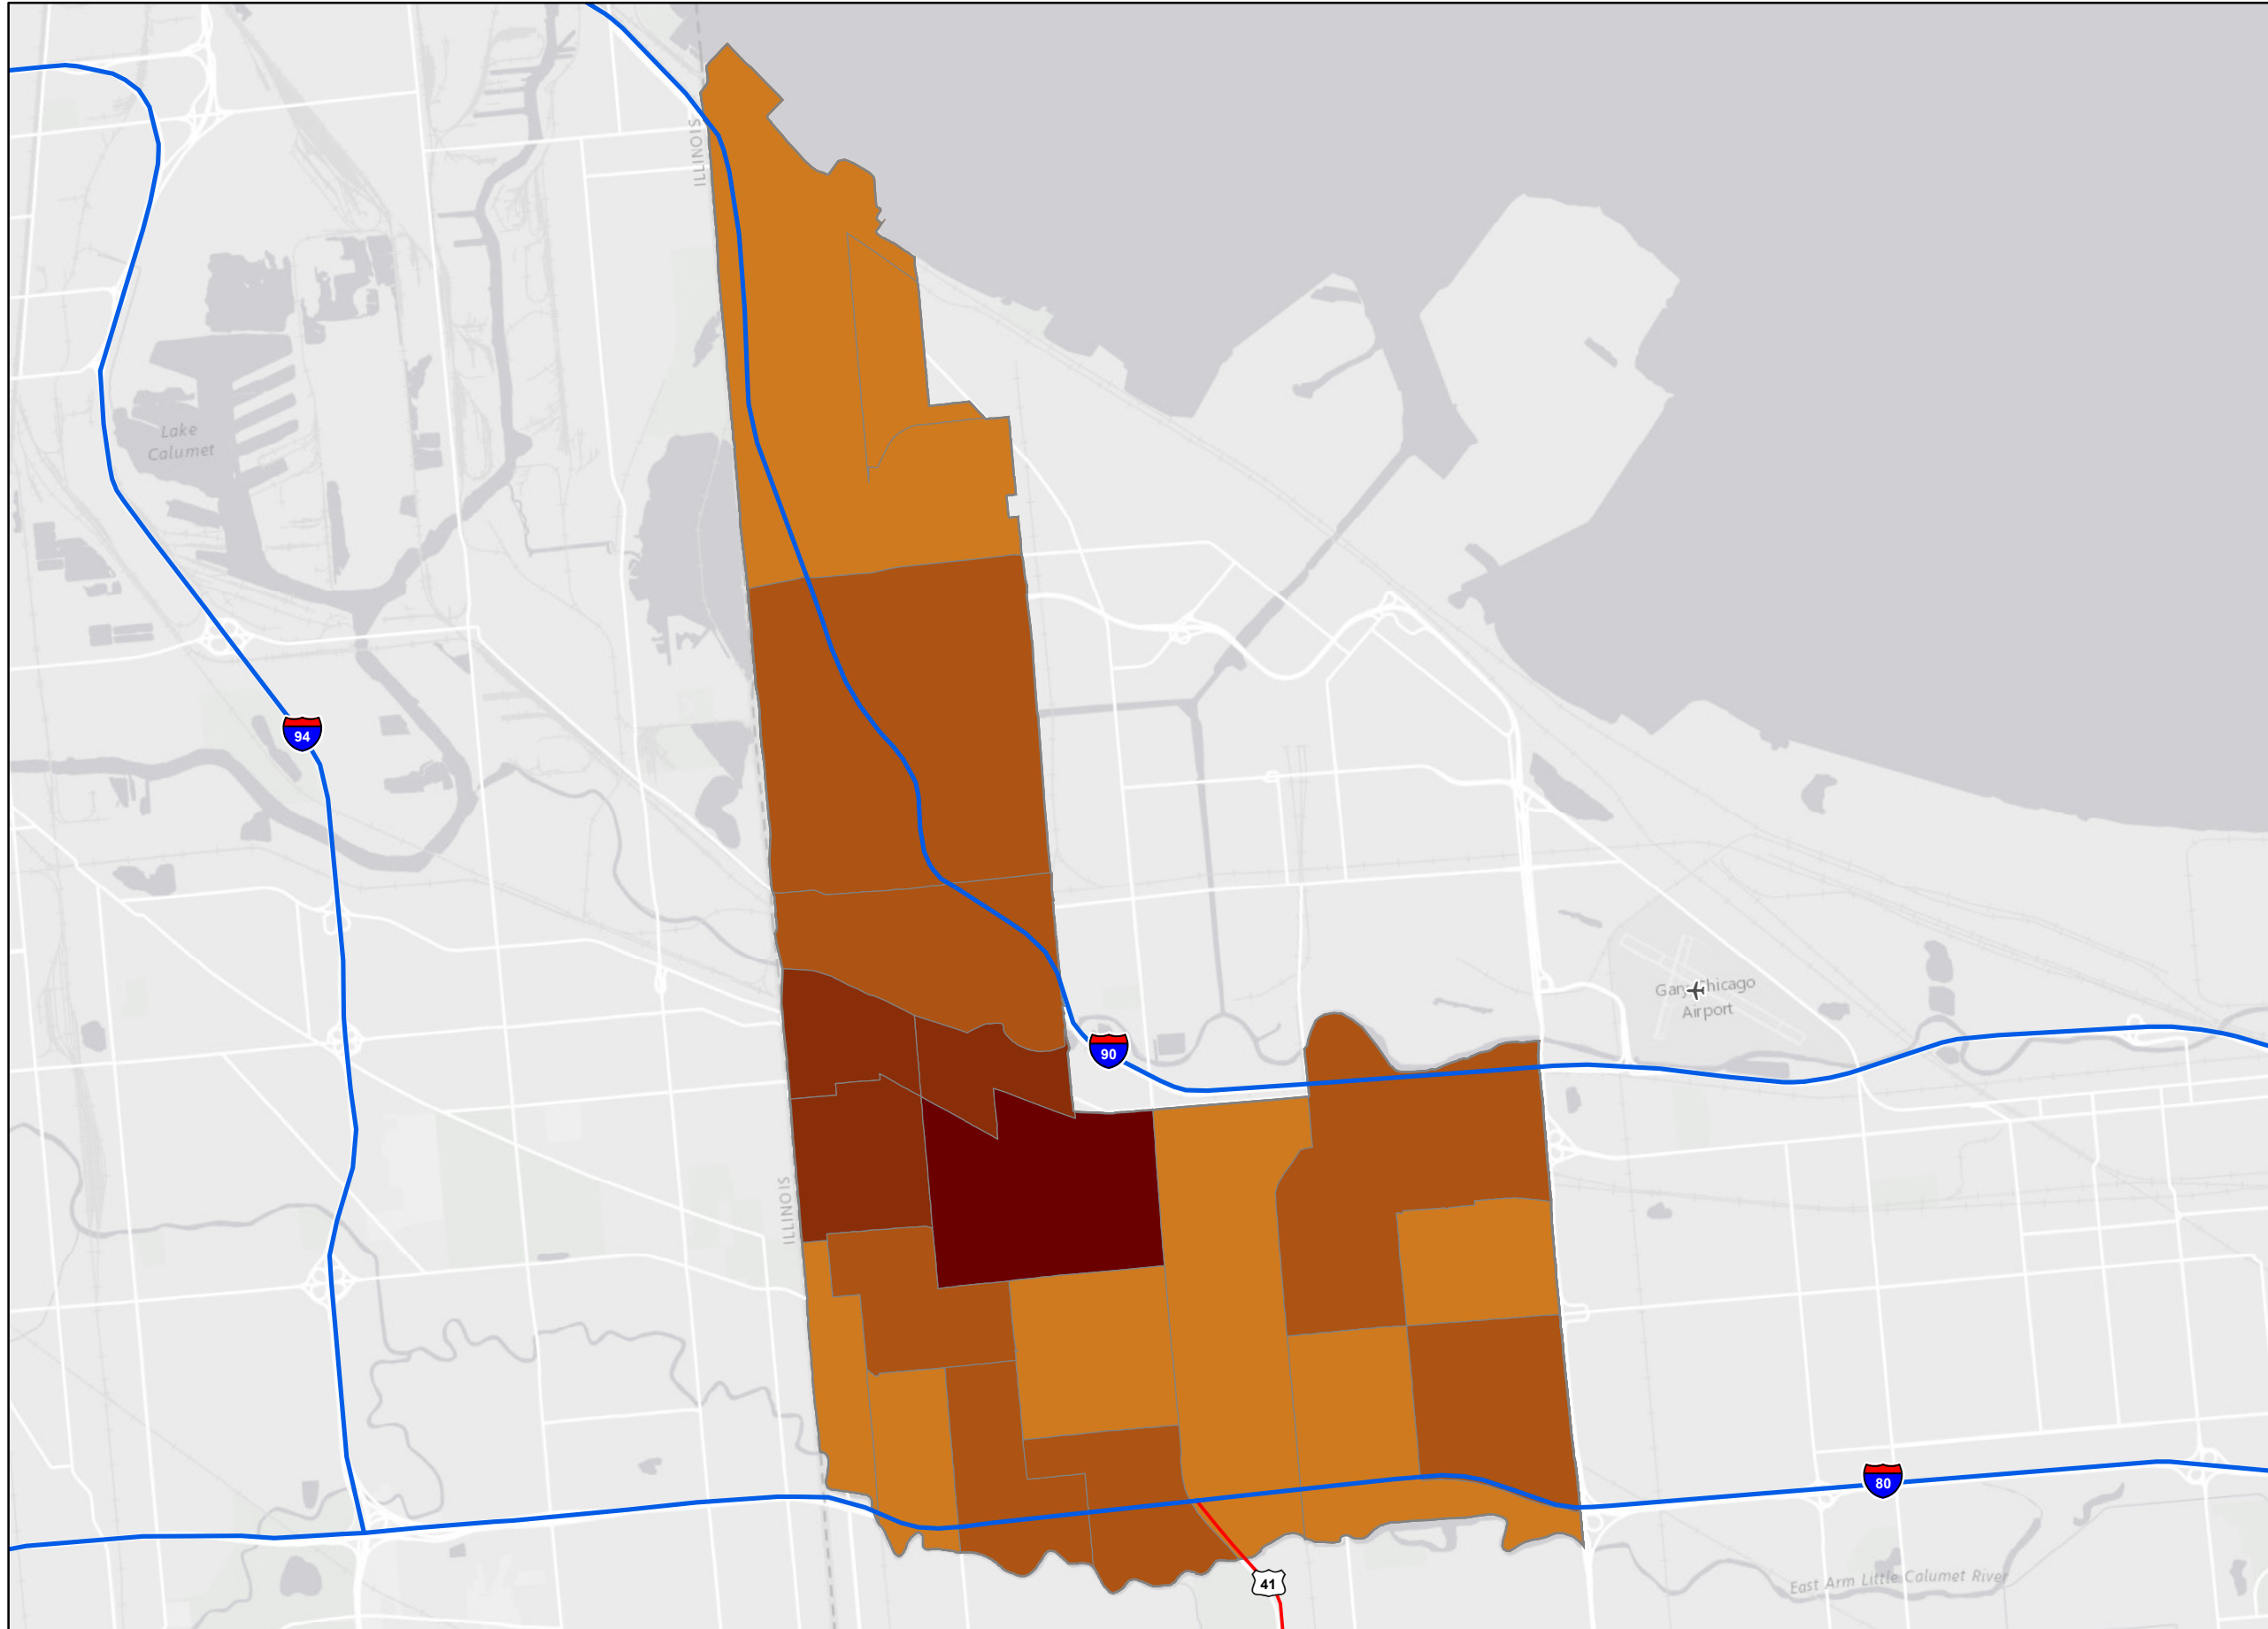 ILLINOIS
Lake
Calumet
94
Gary/Chicago
Airport
90
ILLINOIS
80
41
East Arm Little Calumet River